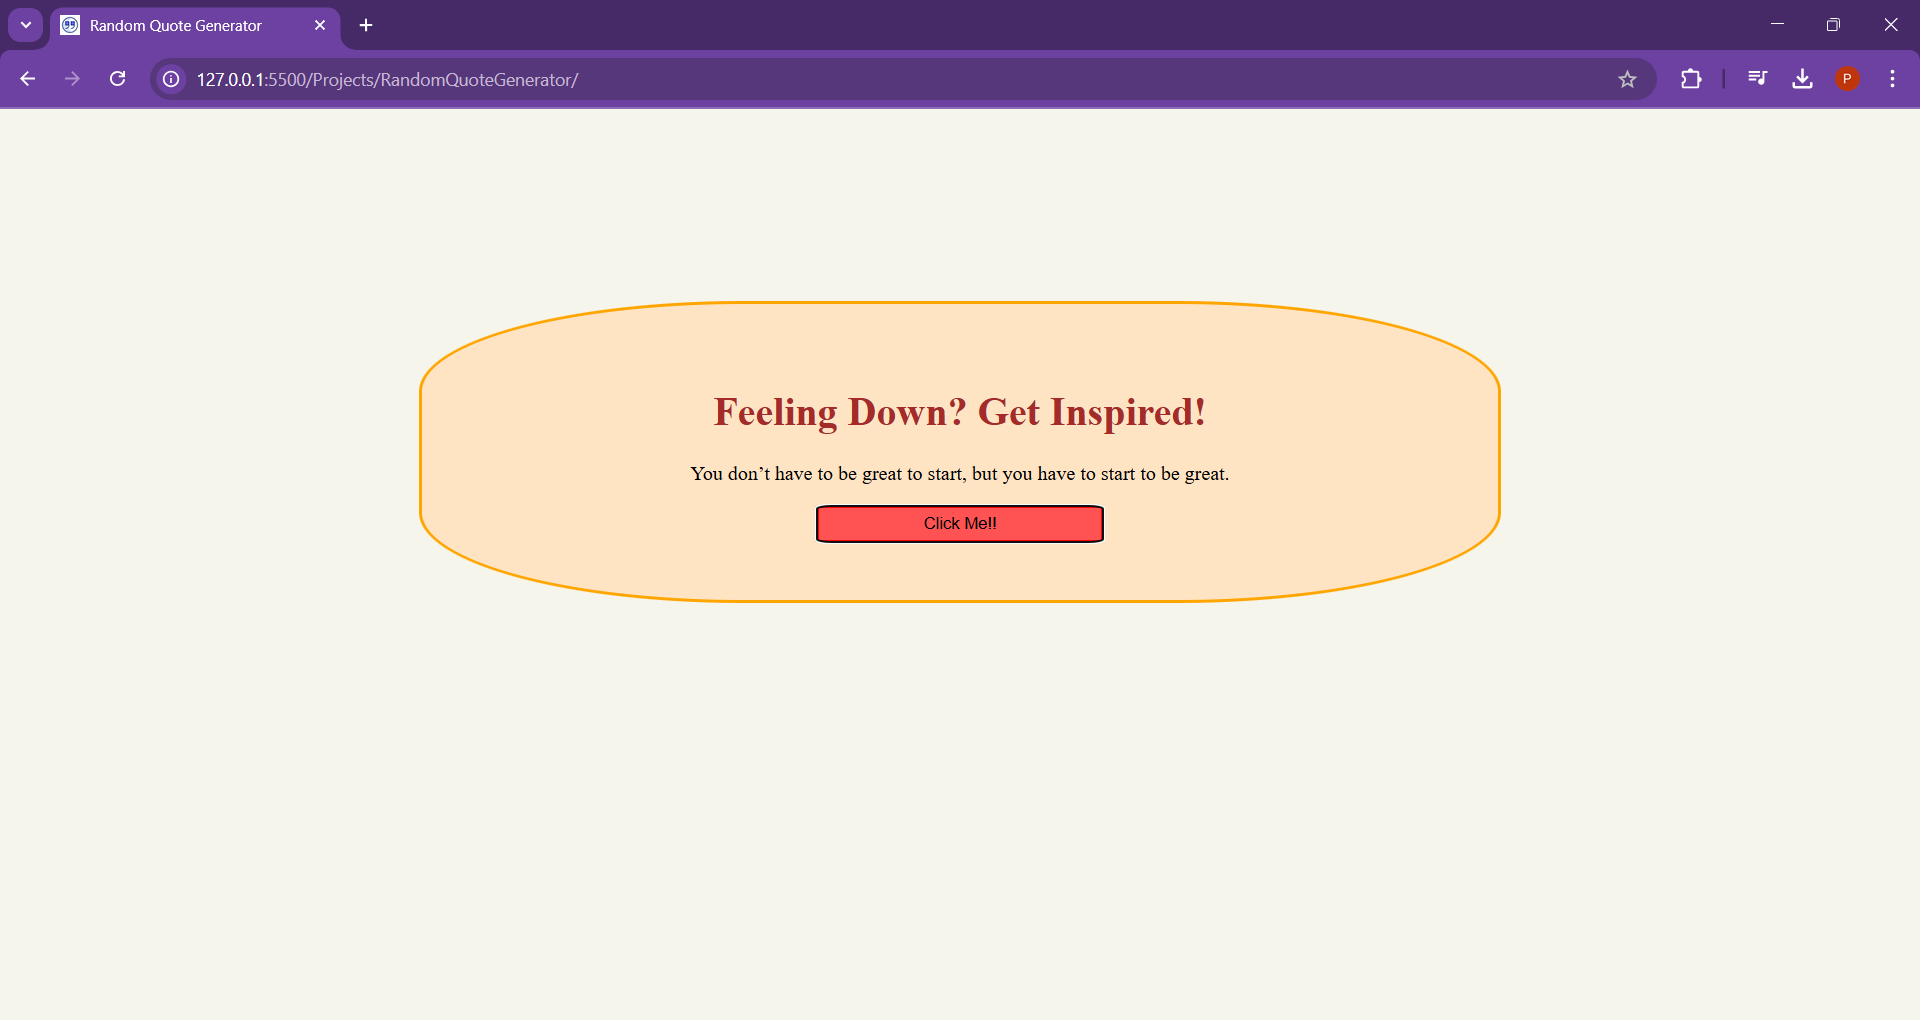 Random Quote Generator
127.0.0.1:5500/Projects/RandomQuoteGenerator/
P
Feeling Down? Get Inspired!
You don’t have to be great to start, but you have to start to be great.
Click Me!!